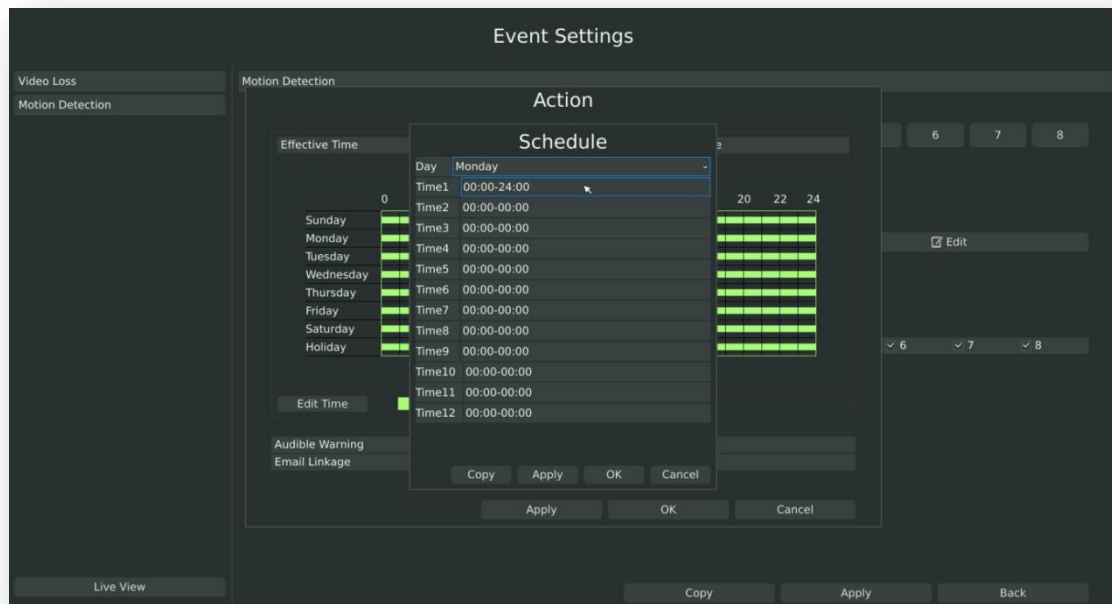 Event Settings
Video Loss
Motion Detection
Motion Detection
Action
6 7 8
Effective Time
Schedule
Day Monday
Time1 00:00-24:00
Time2 00:00-00:00
Time3 00:00-00:00
Time4 00:00-00:00
Time5 00:00-00:00
Time6 00:00-00:00
Time7 00:00-00:00
Time8 00:00-00:00
Time9 00:00-00:00
Time10 00:00-00:00
Time11 00:00-00:00
Time12 00:00-00:00
Copy Apply OK Cancel
0 20 22 24
Sunday
Monday
Tuesday
Wednesday
Thursday
Friday
Saturday
Holiday
Edit
6 7 8
Edit Time
Audible Warning
Email Linkage
Apply OK Cancel
Live View
Copy Apply Back